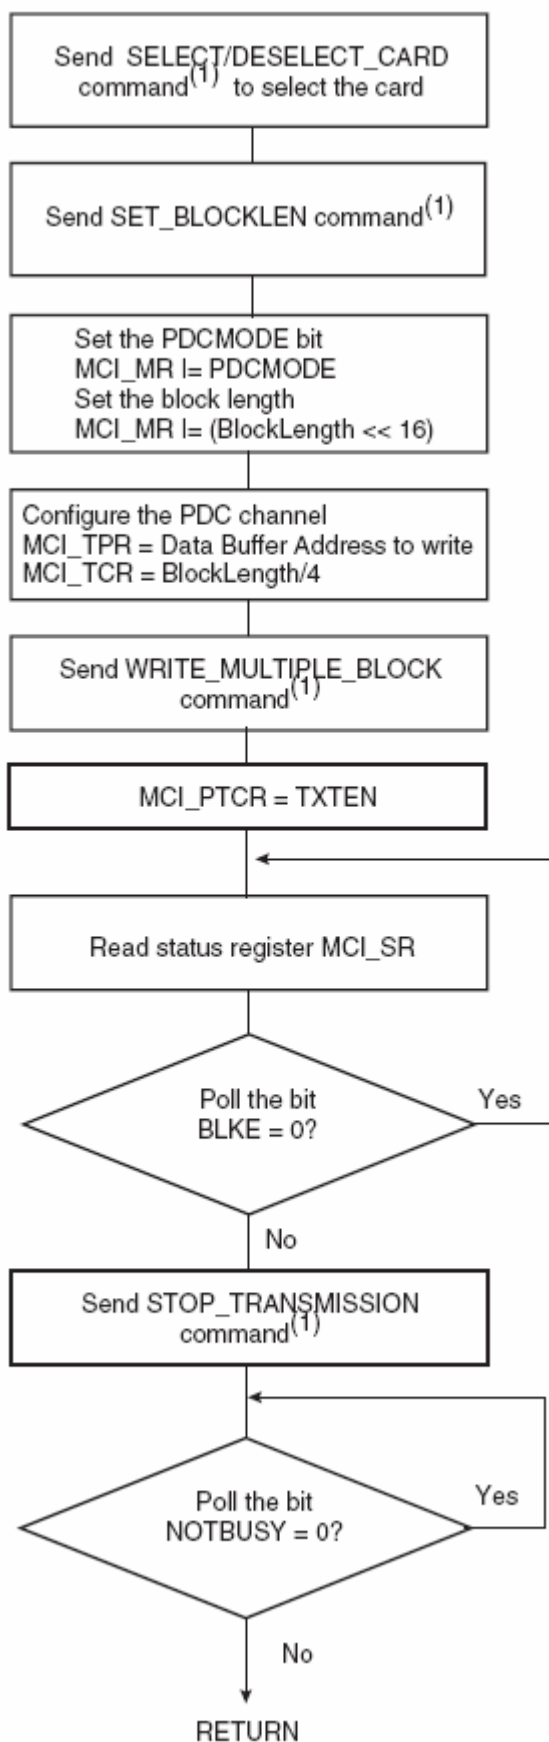 Send SELECT/DESELECT_CARD
command(1) to select the card
Send SET_BLOCKLEN command(1)
Set the PDCMODE bit
MCI_MR |= PDCMODE
Set the block length
MCI_MR |= (BlockLength << 16)
Configure the PDC channel
MCI_TPR = Data Buffer Address to write
MCI_TCR = BlockLength/4
Send WRITE_MULTIPLE_BLOCK
command(1)
MCI_PTCR = TXTEN
Read status register MCI_SR
Poll the bit
BLKE = 0?
Yes
No
Send STOP_TRANSMISSION
command(1)
Poll the bit
NOTBUSY = 0?
Yes
No
RETURN